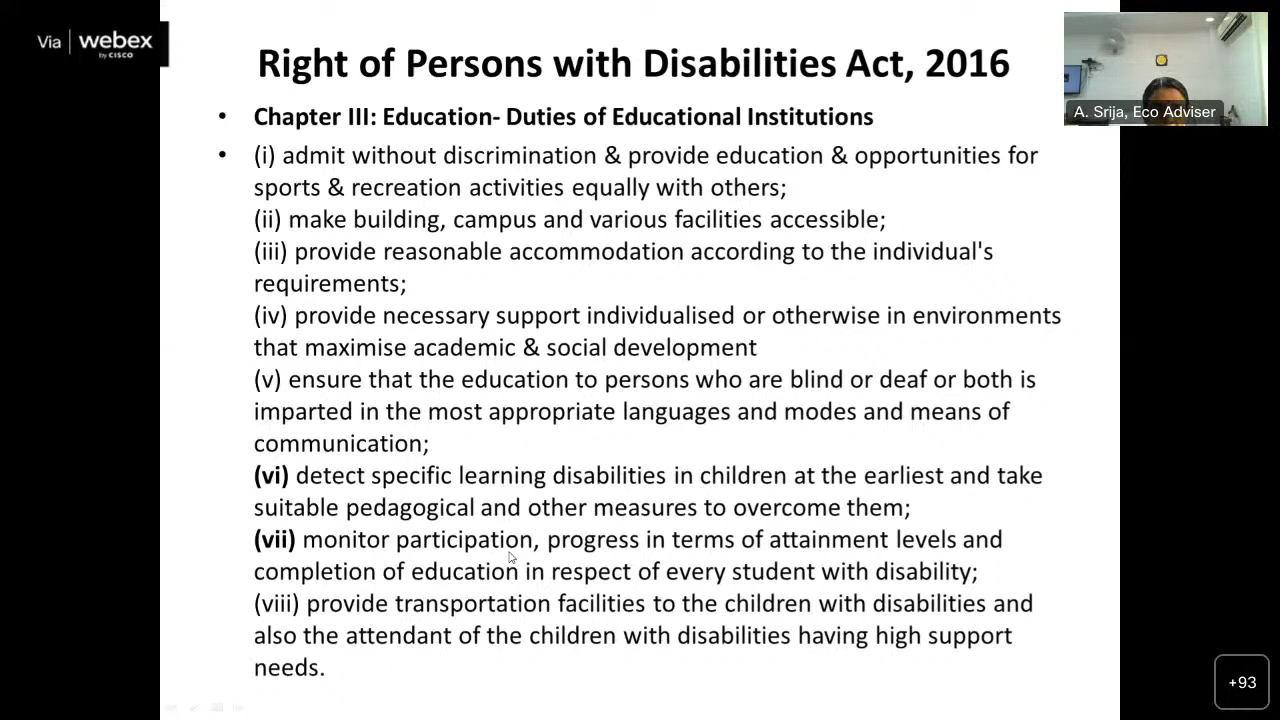 Via webex
by CISCO
Right of Persons with Disabilities Act, 2016
A. Srija, Eco Adviser
• Chapter III: Education- Duties of Educational Institutions
• (i) admit without discrimination & provide education & opportunities for
sports & recreation activities equally with others;
(ii) make building, campus and various facilities accessible;
(iii) provide reasonable accommodation according to the individual's
requirements;
(iv) provide necessary support individualised or otherwise in environments
that maximise academic & social development
(v) ensure that the education to persons who are blind or deaf or both is
imparted in the most appropriate languages and modes and means of
communication;
(vi) detect specific learning disabilities in children at the earliest and take
suitable pedagogical and other measures to overcome them;
(vii) monitor participation, progress in terms of attainment levels and
completion of education in respect of every student with disability;
(viii) provide transportation facilities to the children with disabilities and
also the attendant of the children with disabilities having high support
needs.
+93